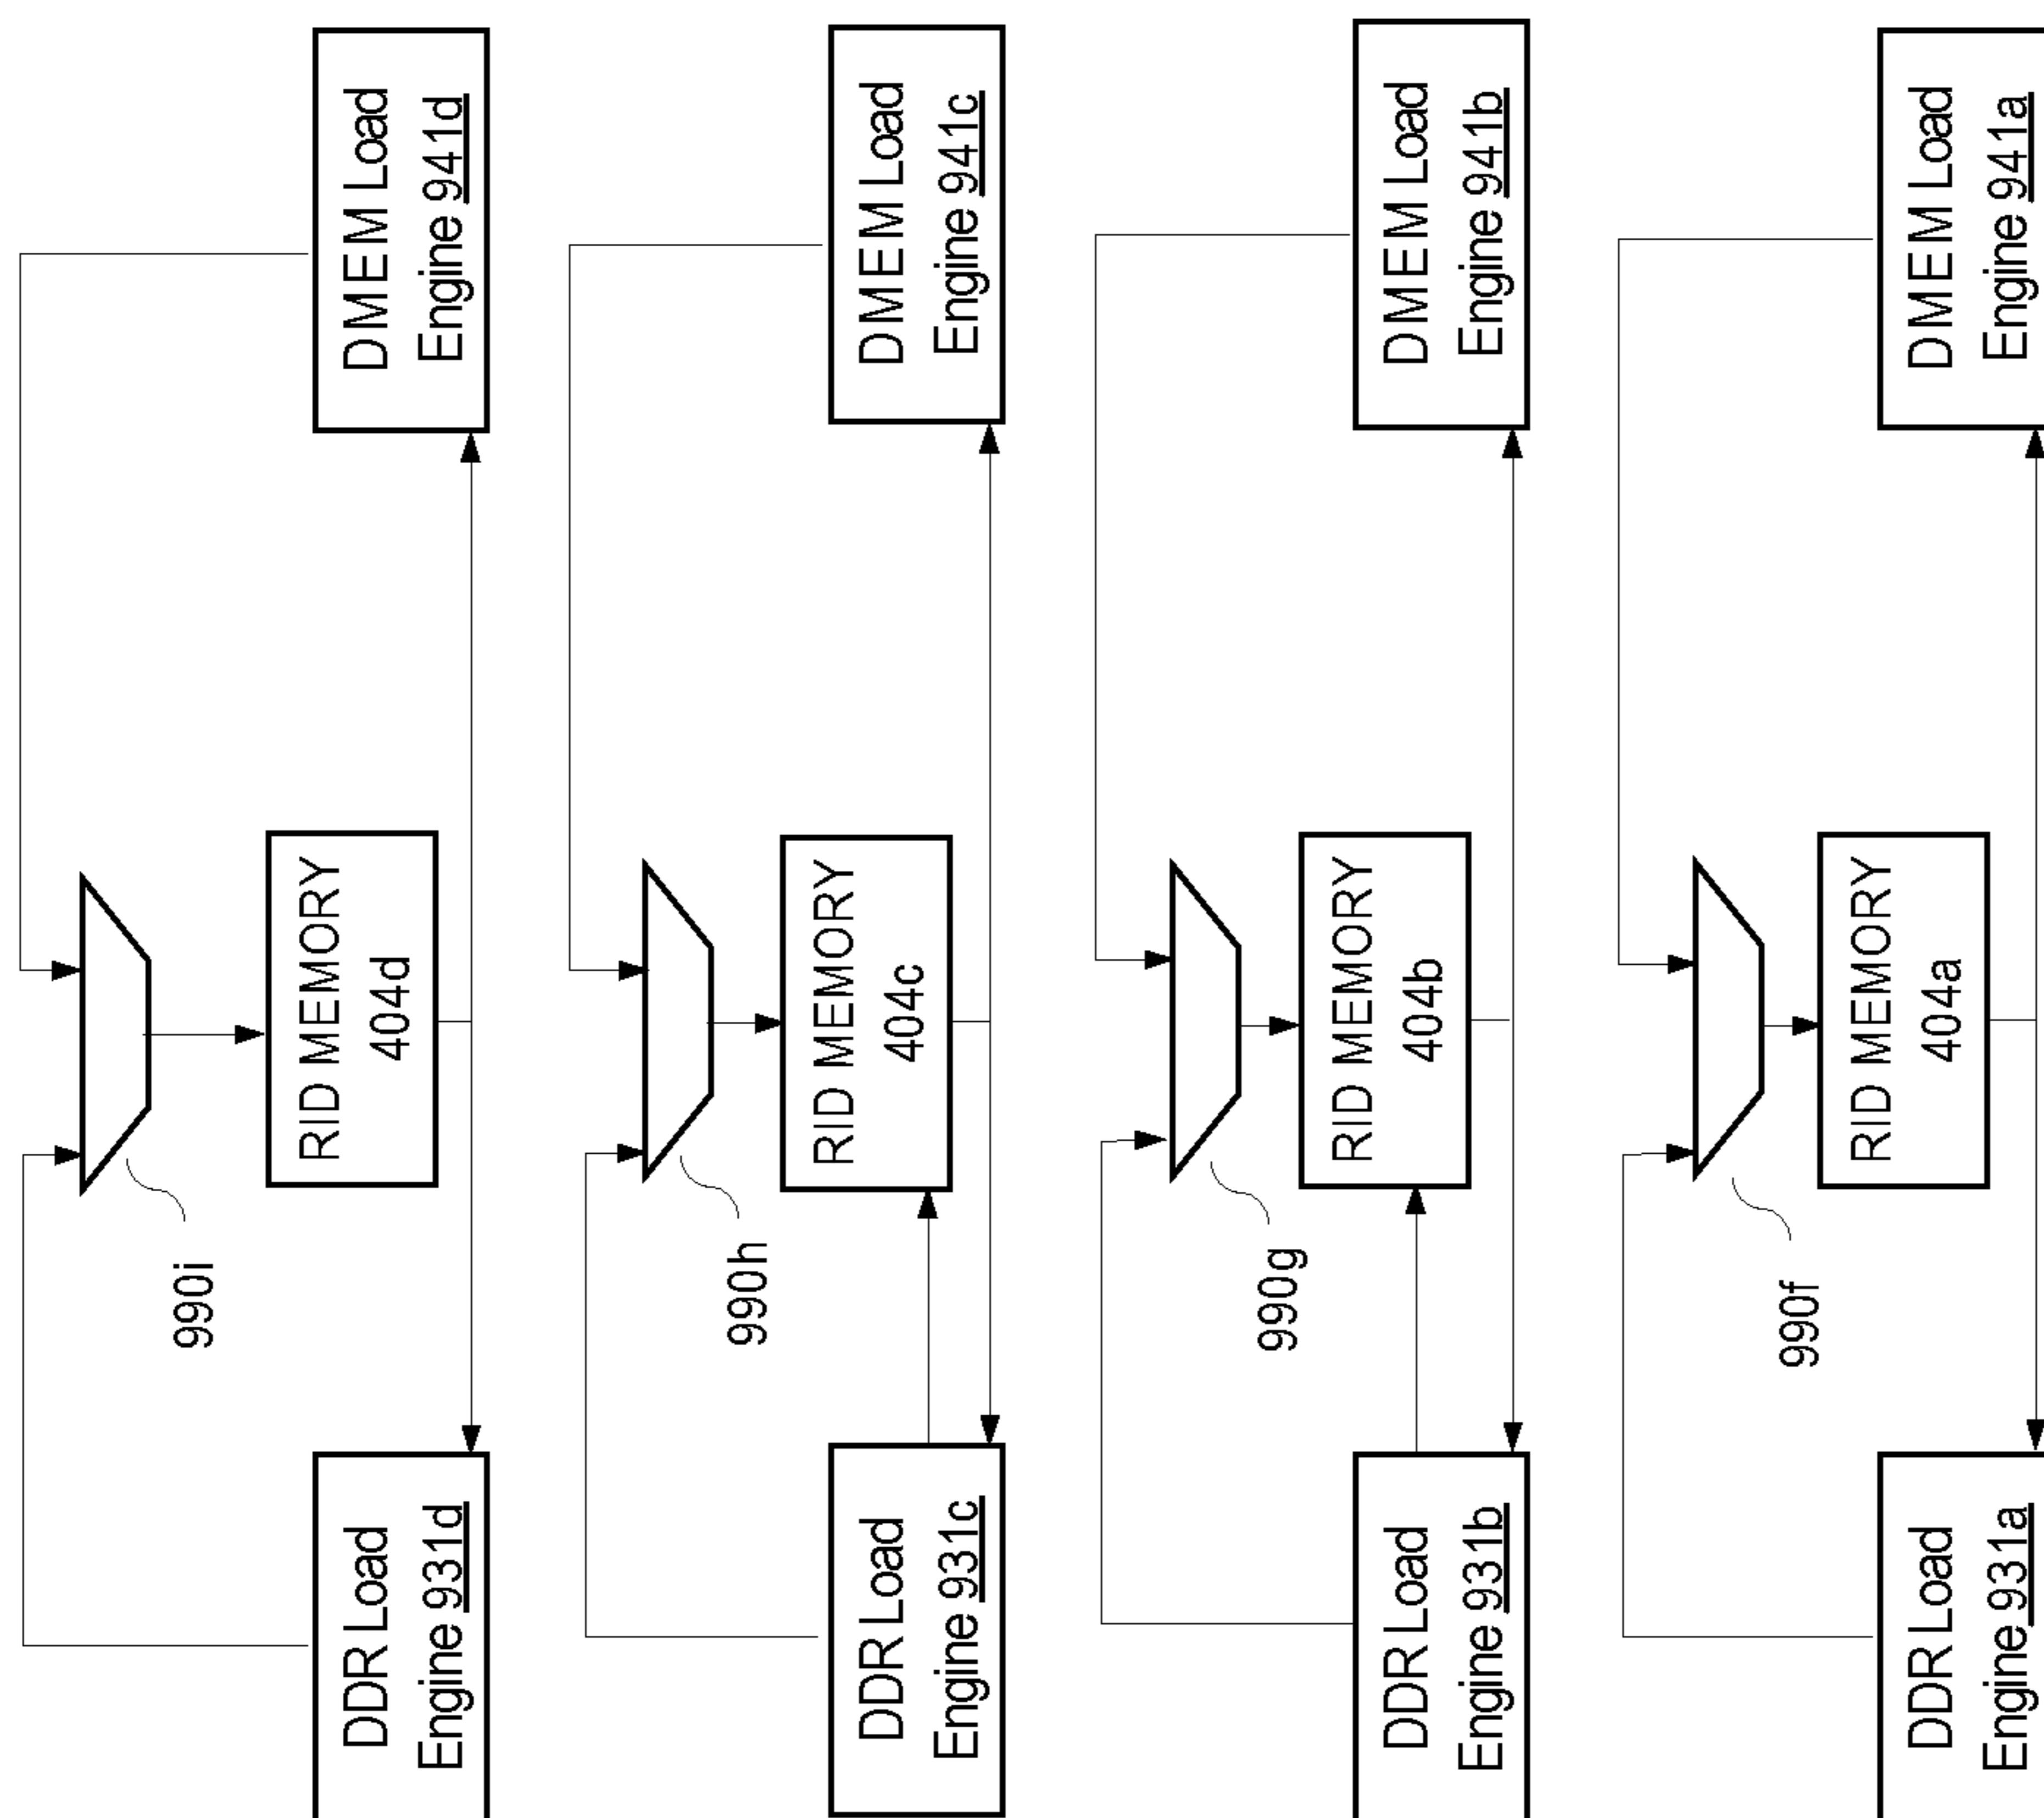 DDR Load
Engine 931d
990i
RID MEMORY
404d
DMEM Load
Engine 941d
DDR Load
Engine 931c
990h
RID MEMORY
404c
DMEM Load
Engine 941c
DDR Load
Engine 931b
990g
RID MEMORY
404b
DMEM Load
Engine 941b
DDR Load
Engine 931a
990f
RID MEMORY
404a
DMEM Load
Engine 941a